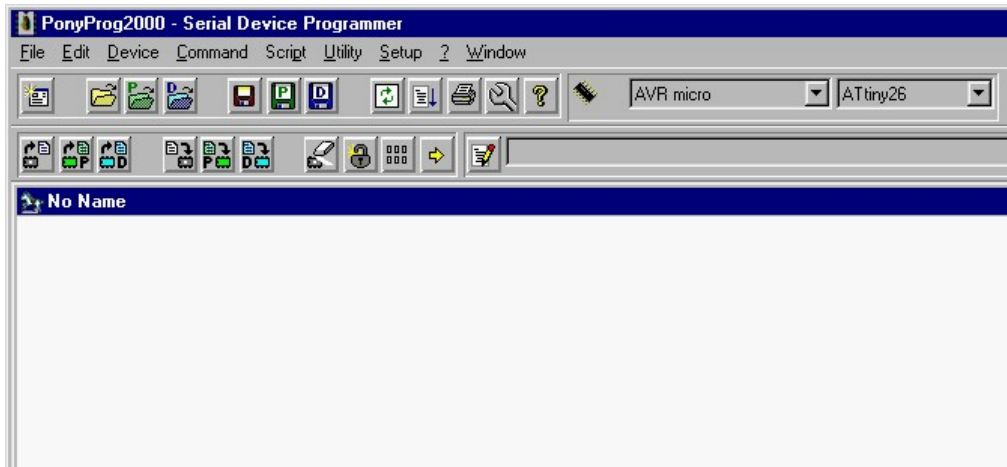 PonyProg2000 - Serial Device Programmer
File Edit Device Command Script Utility Setup ? Window
P D P D ? AVR micro ATtiny26
P D P D
No Name